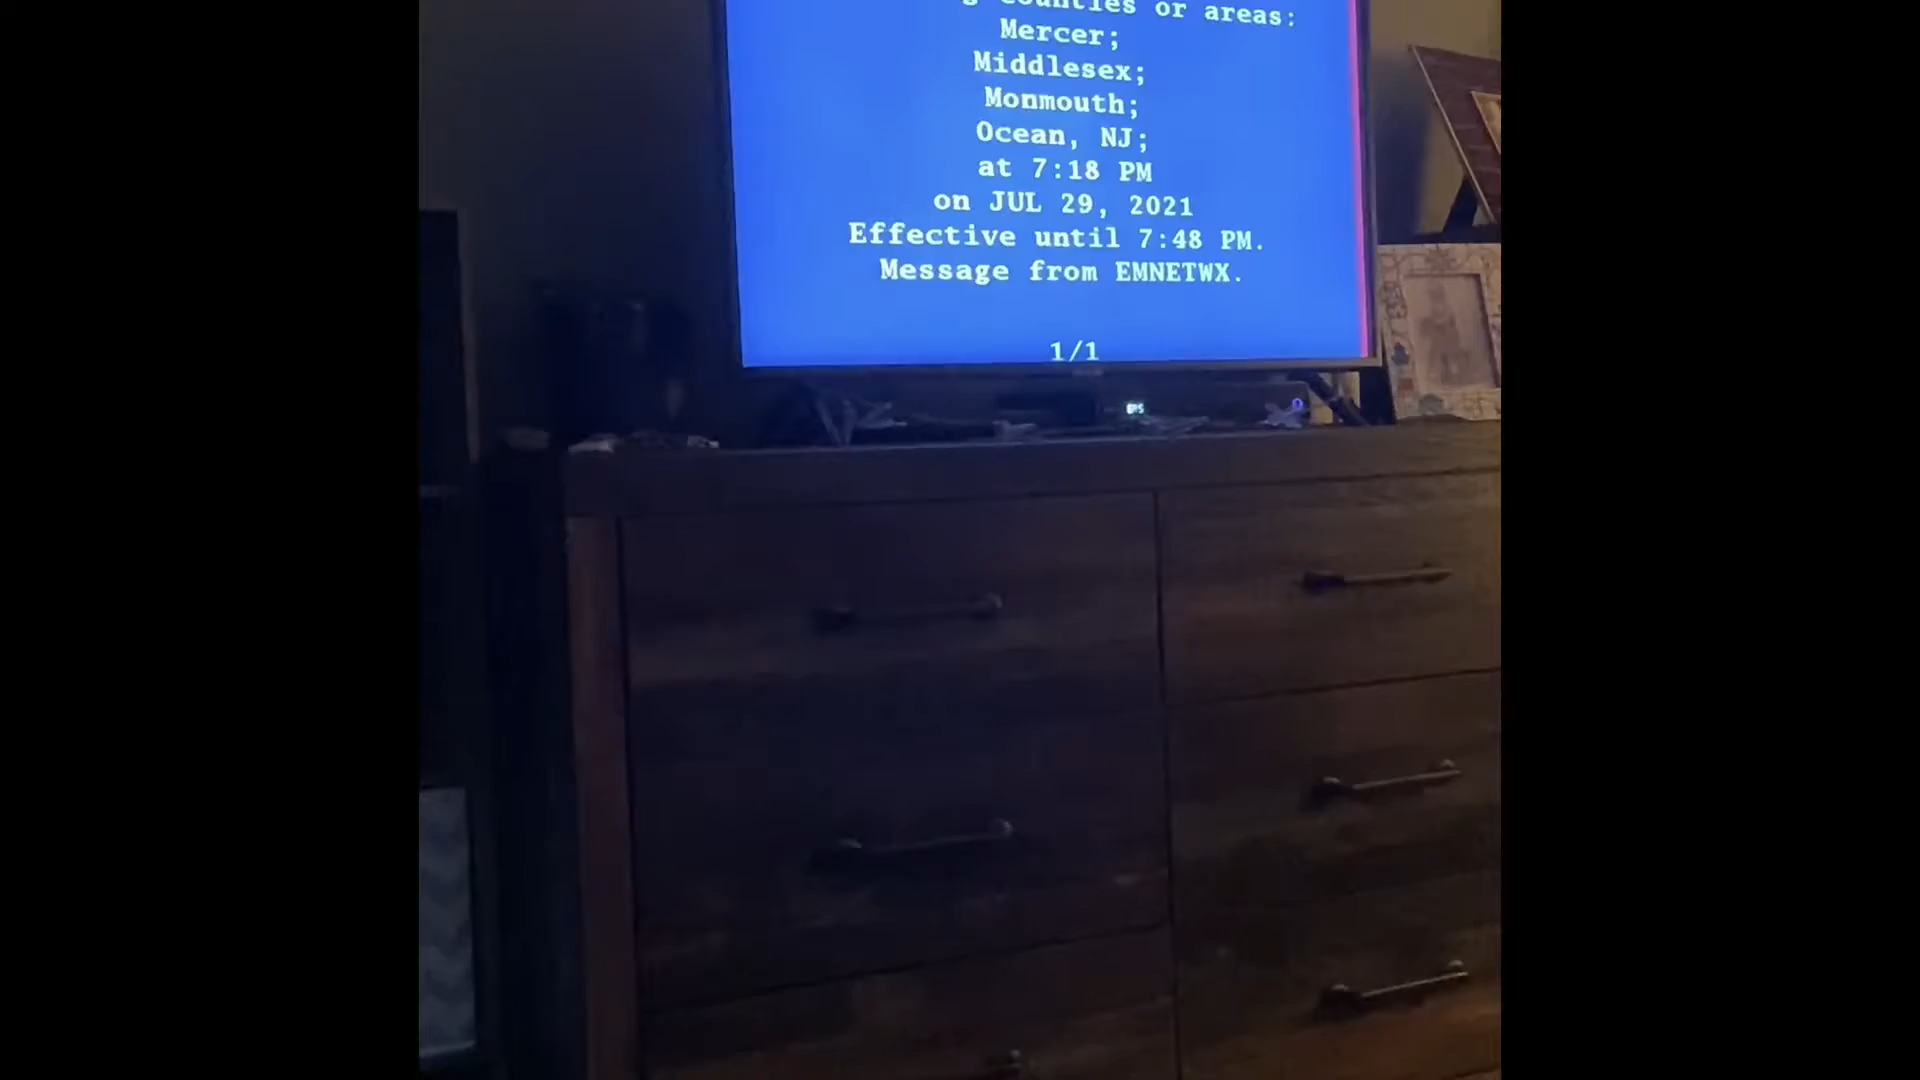 counties or areas:
Mercer;
Middlesex;
Monmouth;
Ocean, NJ;
at 7:18 PM
on JUL 29, 2021
Effective until 7:48 PM.
Message from EMNETWX.
1/1